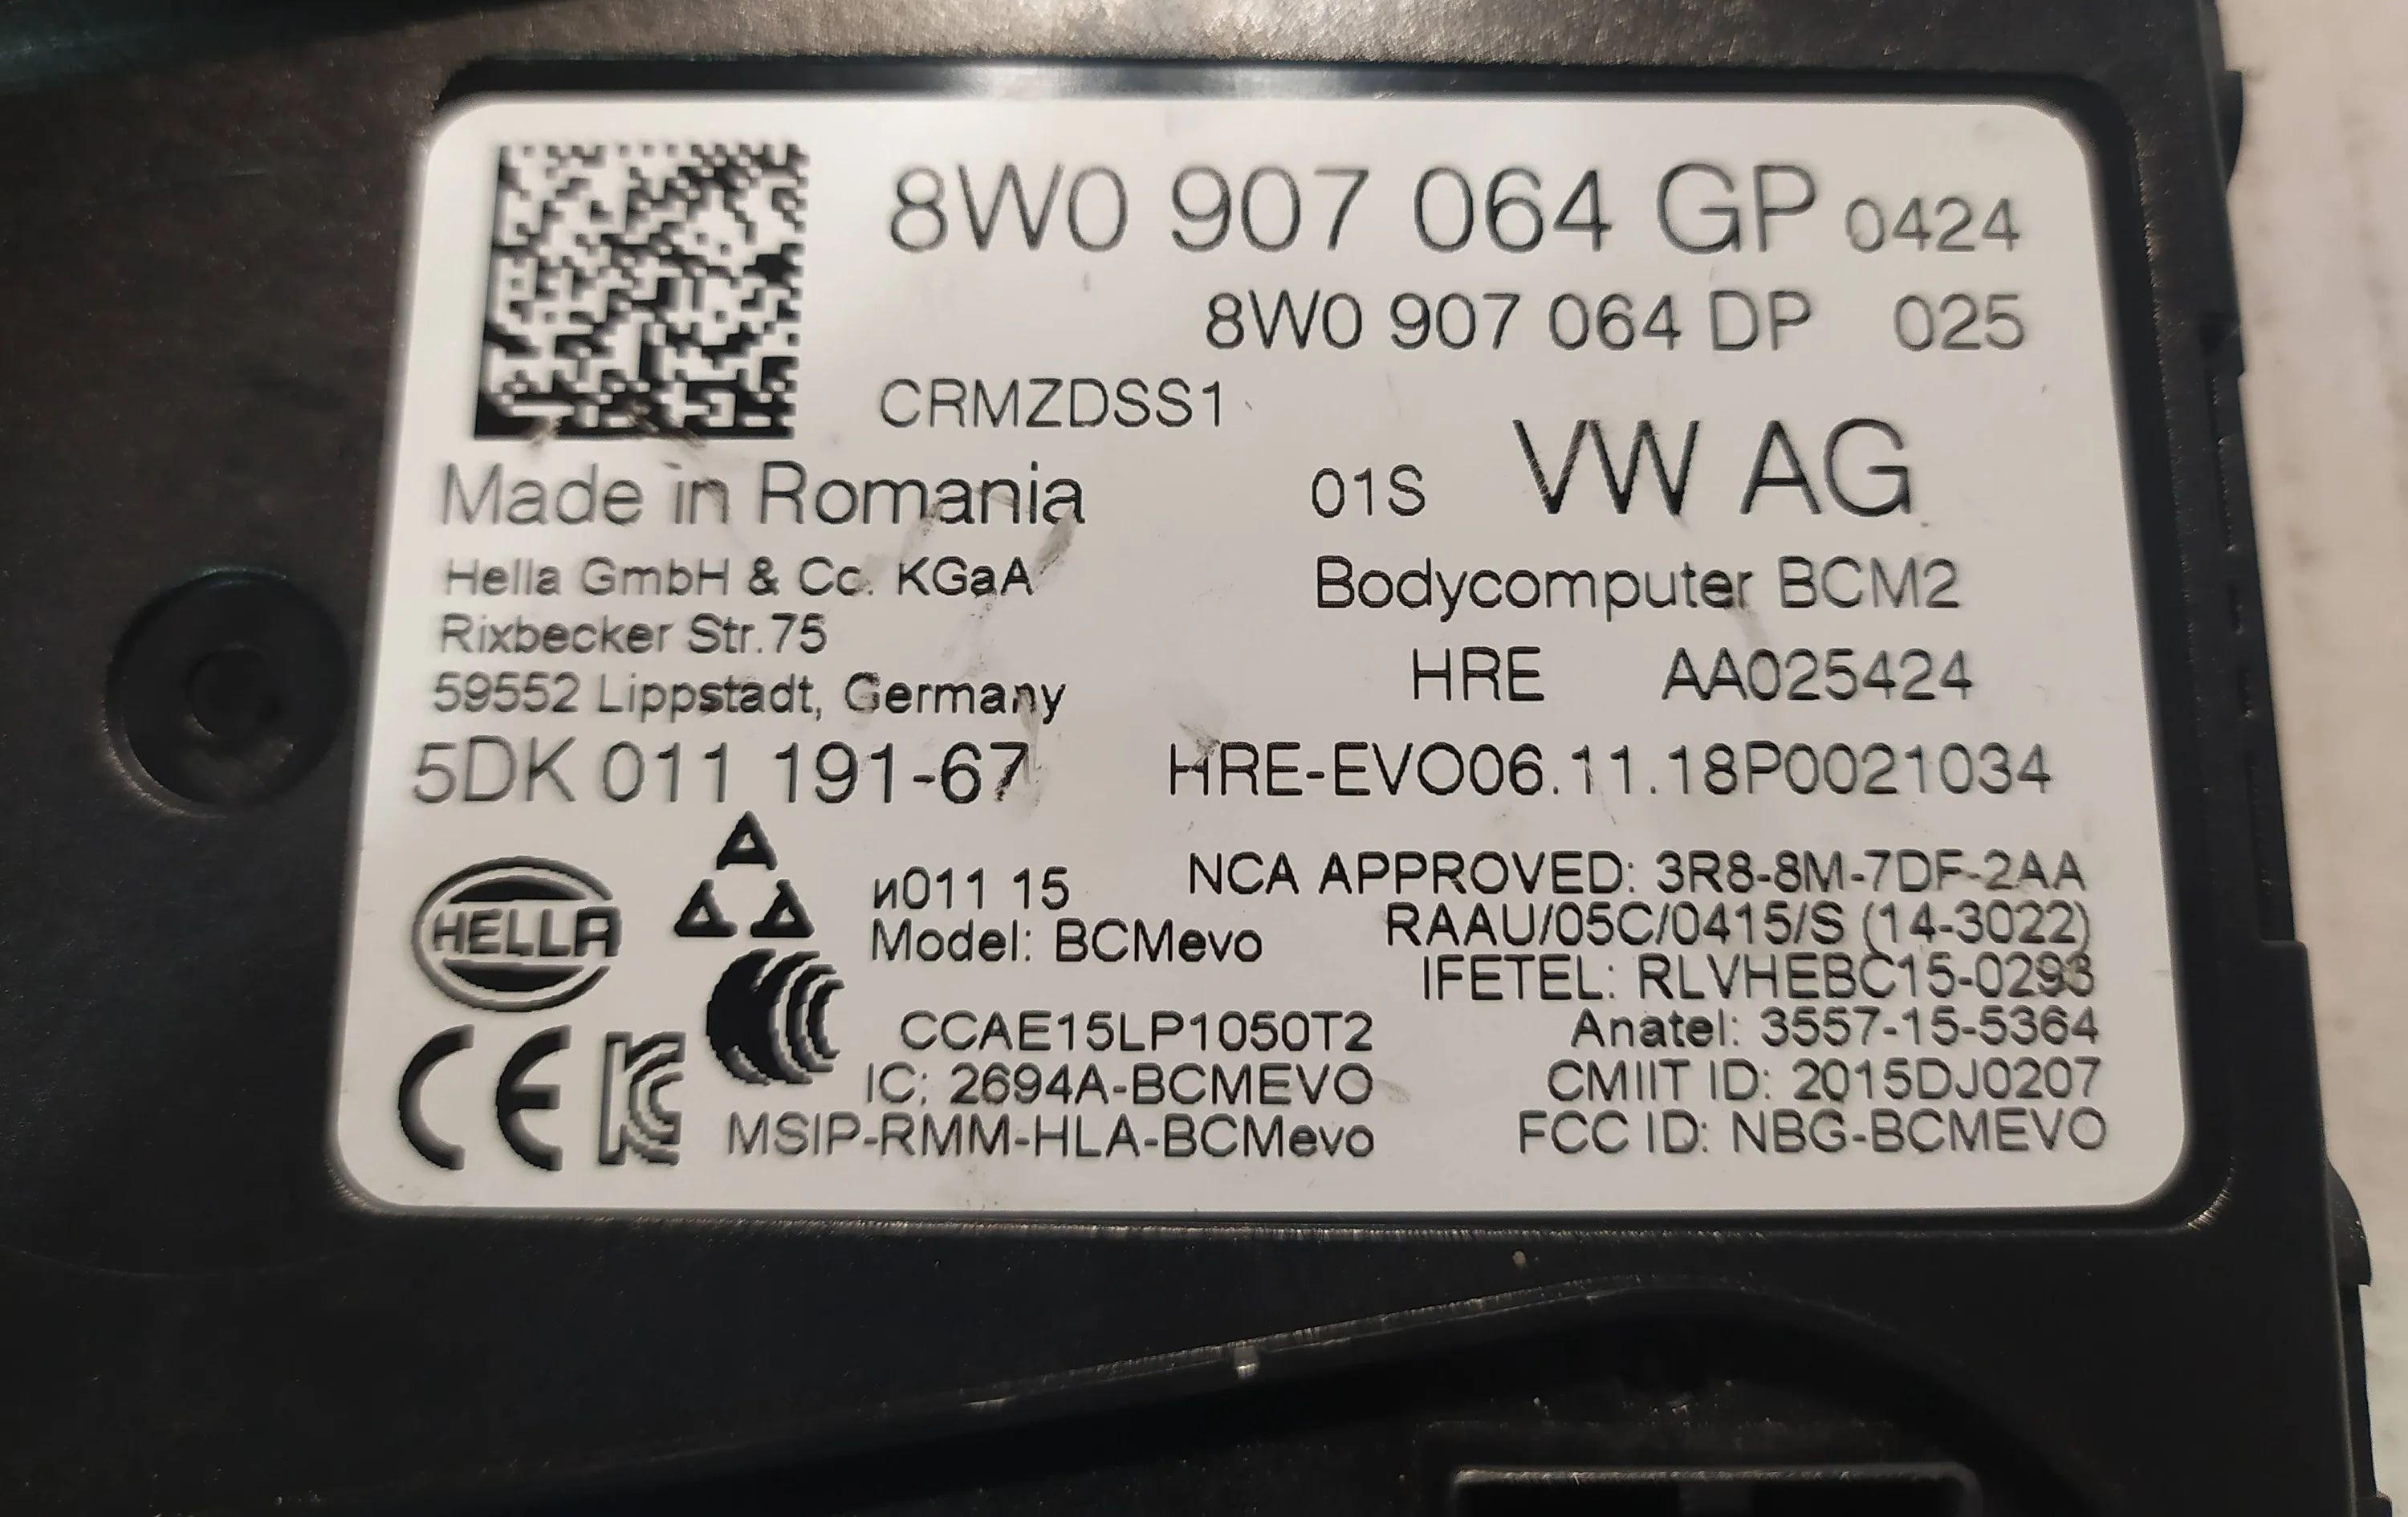 8W0 907 064 GP 0424
8W0 907 064 DP 025
CRMZDSS1
Made in Romania
01S VW AG
Hella GmbH & Co. KGaA
Bodycomputer BCM2
Rixbecker Str.75
HRE AA025424
59552 Lippstadt, Germany
5DK 011 191-67
HRE-EVO06.11.18P0021034
HELLA
и011 15
NCA APPROVED: 3R8-8M-7DF-2AA
Model: BCMevo
RAAU/05C/0415/S (14-3022)
IFETEL: RLVHEBC15-0293
CCAE15LP1050T2
Anatel: 3557-15-5364
CE
IC: 2694A-BCMEVO
CMIIT ID: 2015DJ0207
MSIP-RMM-HLA-BCMevo
FCC ID: NBG-BCMEVO